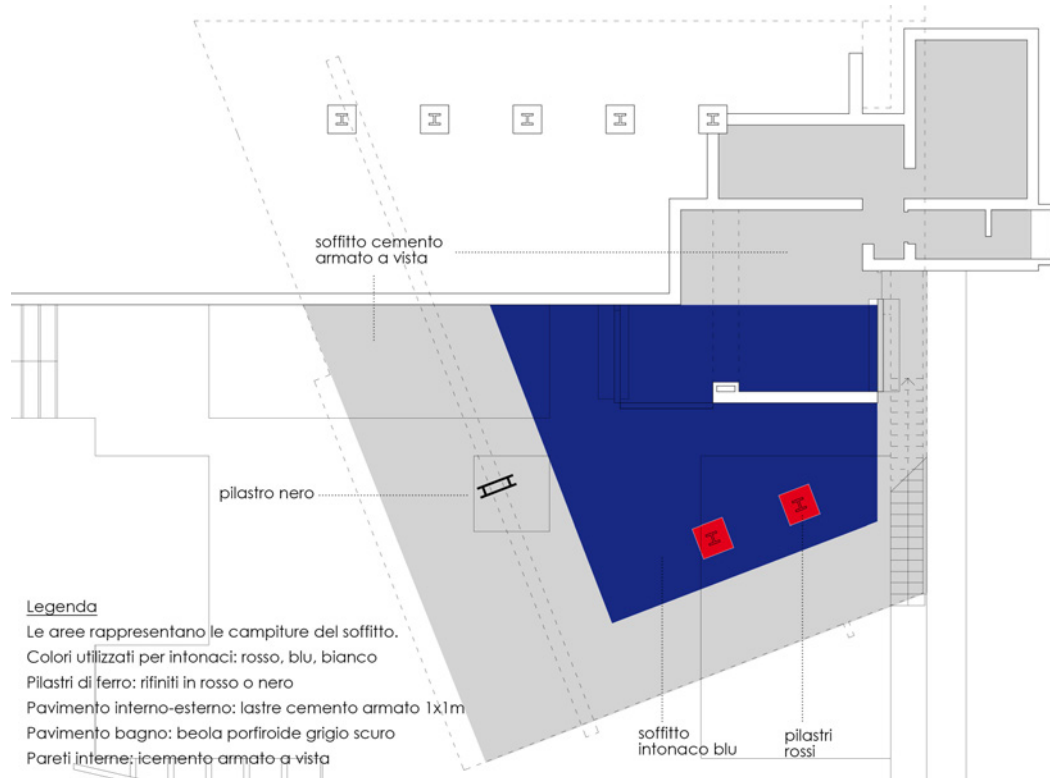 soffitto cemento
armato a vista
pilastro nero
Legenda
Le aree rappresentano le campiture del soffitto.
Colori utilizzati per intonaci: rosso, blu, bianco
Pilastri di ferro: rifiniti in rosso o nero
Pavimento interno-esterno: lastre cemento armato 1x1m
Pavimento bagno: beola porfiroide grigio scuro
Pareti interne: icemento armato a vista
soffitto
intonaco blu
pilastri
rossi